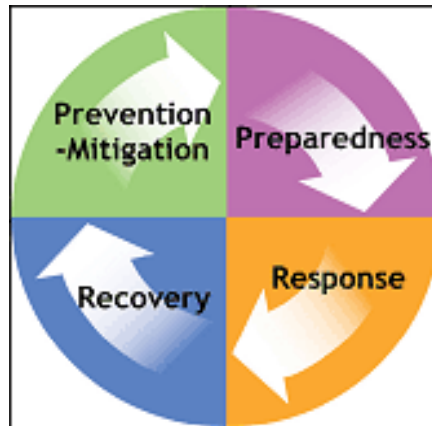 Prevention
-Mitigation
Preparedness
Response
Recovery